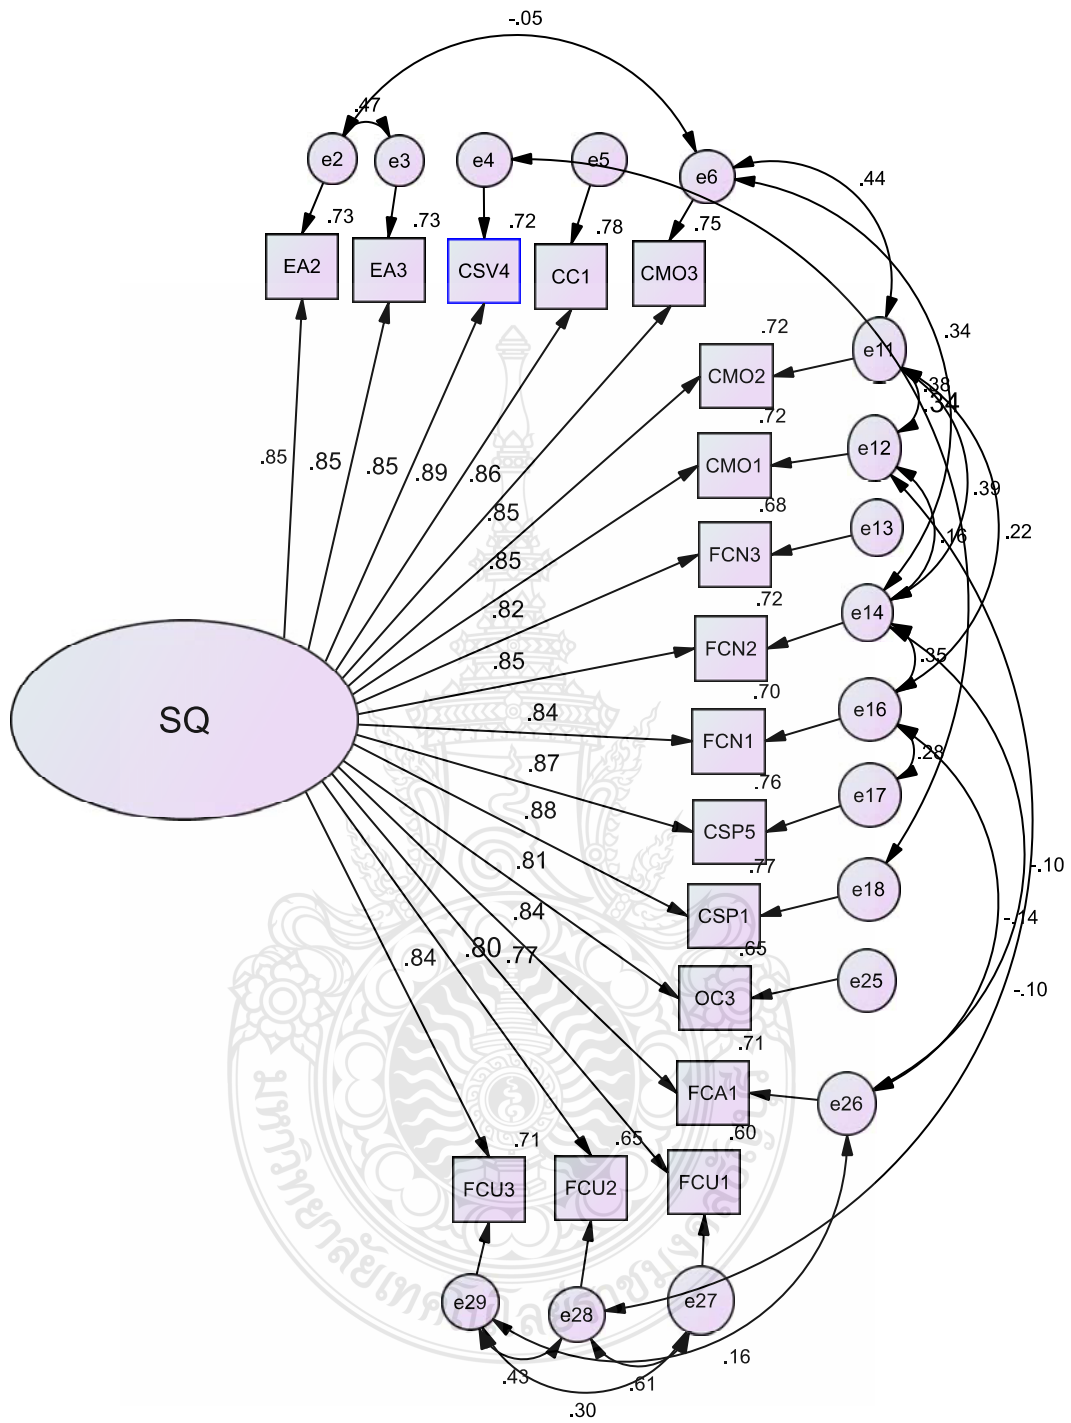 -.05
.47
e2
e3
e4
e5
e6
.44
.73
.73
.72
.78
.75
EA2
EA3
CSV4
CC1
CMO3
.72
e11
.34
CMO2
.38
.34
.72
.85
.85
.85
.89
.86
CMO1
e12
.85
.68
.39
FCN3
e13
.16
.22
.85
.82
.72
e14
.85
FCN2
.35
.70
SQ
.84
FCN1
e16
.28
.87
.76
e17
.88
CSP5
.81
.77
e18
-.10
.84
CSP1
-.14
.84
.80
.77
.65
OC3
e25
-.10
.71
FCA1
e26
.71
.65
.60
FCU3
FCU2
FCU1
e29
e28
e27
.16
.43
.61
.30